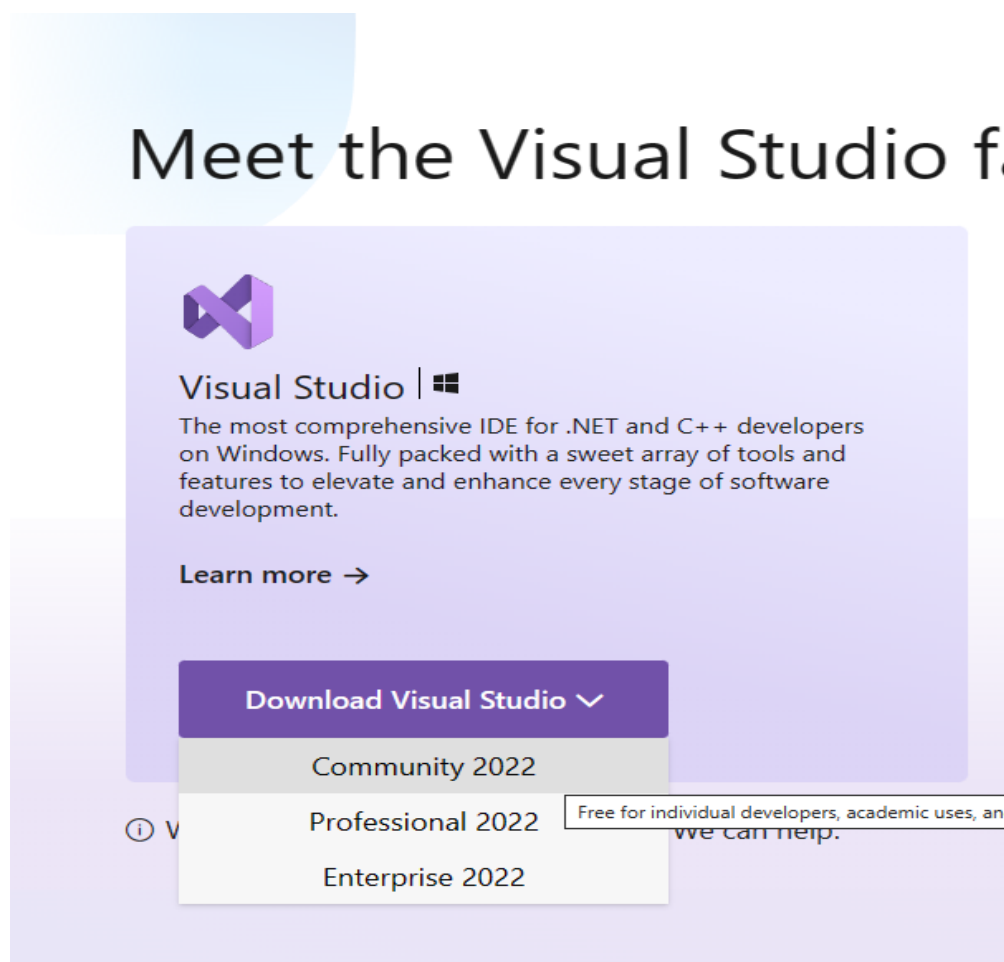 Meet the Visual Studio
Visual Studio
The most comprehensive IDE for .NET and C++ developers
on Windows. Fully packed with a sweet array of tools and
features to elevate and enhance every stage of software
development.
Learn more →
Download Visual Studio
Community 2022
Professional 2022
Enterprise 2022
Free for individual developers, academic uses,
We can help.